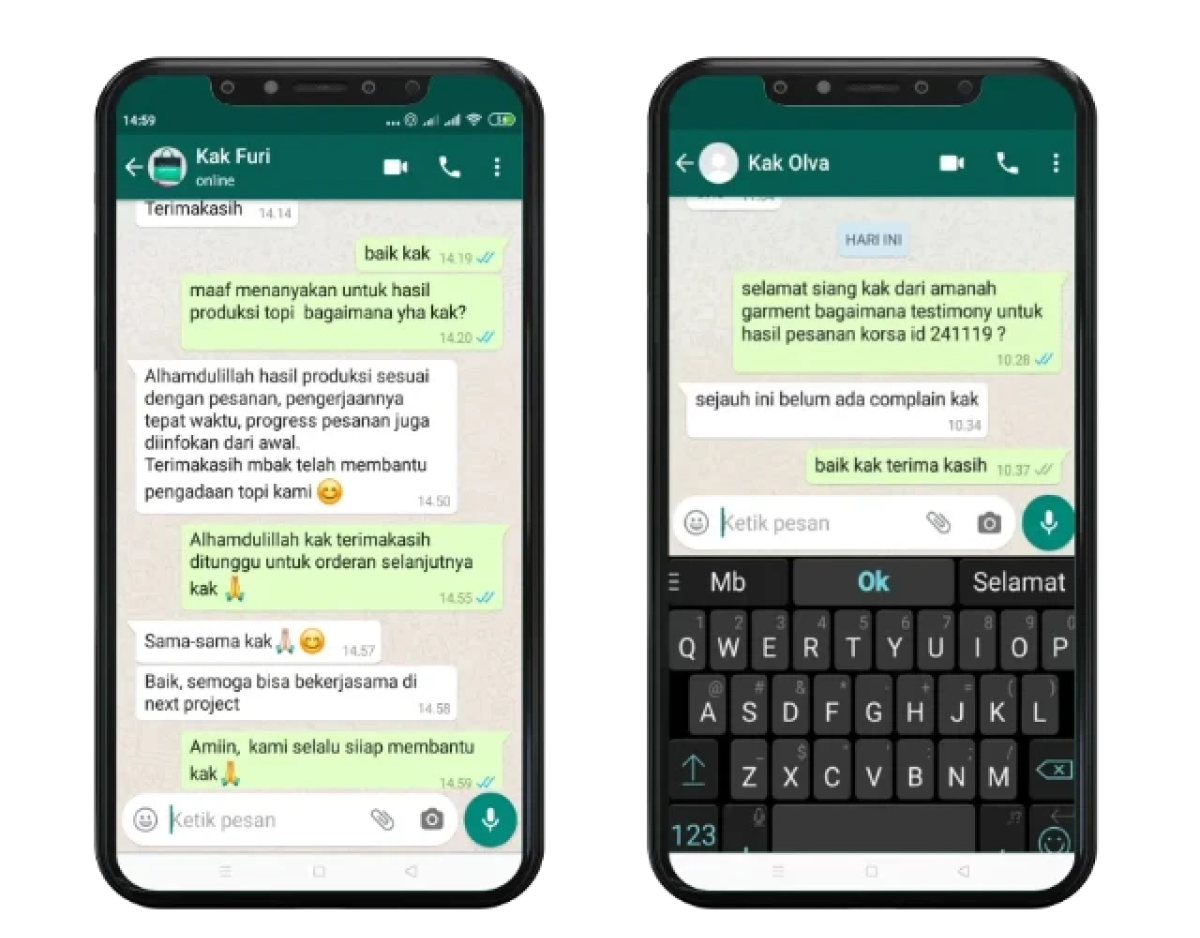 14:59
Kak Furi
online
Terimakasih 14.14
baik kak 14.19
maaf menanyakan untuk hasil
produksi topi bagaimana yha kak?
14.20
Alhamdulillah hasil produksi sesuai
dengan pesanan, pengerjaannya
tepat waktu, progress pesanan juga
diinfokan dari awal.
Terimakasih mbak telah membantu
pengadaan topi kami 😊
14.50
Alhamdulillah kak terimakasih
ditunggu untuk orderan selanjutnya
kak 🙏
14.55
Sama-sama kak🙏😊 14.57
Baik, semoga bisa bekerjasama di
next project
14.58
Amiin, kami selalu siiap membantu
kak🙏
14.59
Ketik pesan
Kak Olva
HARI INI
selamat siang kak dari amanah
garment bagaimana testimony untuk
hasil pesanan korsa id 241119 ?
10.28
sejauh ini belum ada complain kak
10.34
baik kak terima kasih 10.37
Ketik pesan
Mb Ok Selamat
1 2 3 4 5 6 7 8 9 0
Q W E R T Y U I O P
A S D F G H J K L
Z X C V B N M
123 , !? .